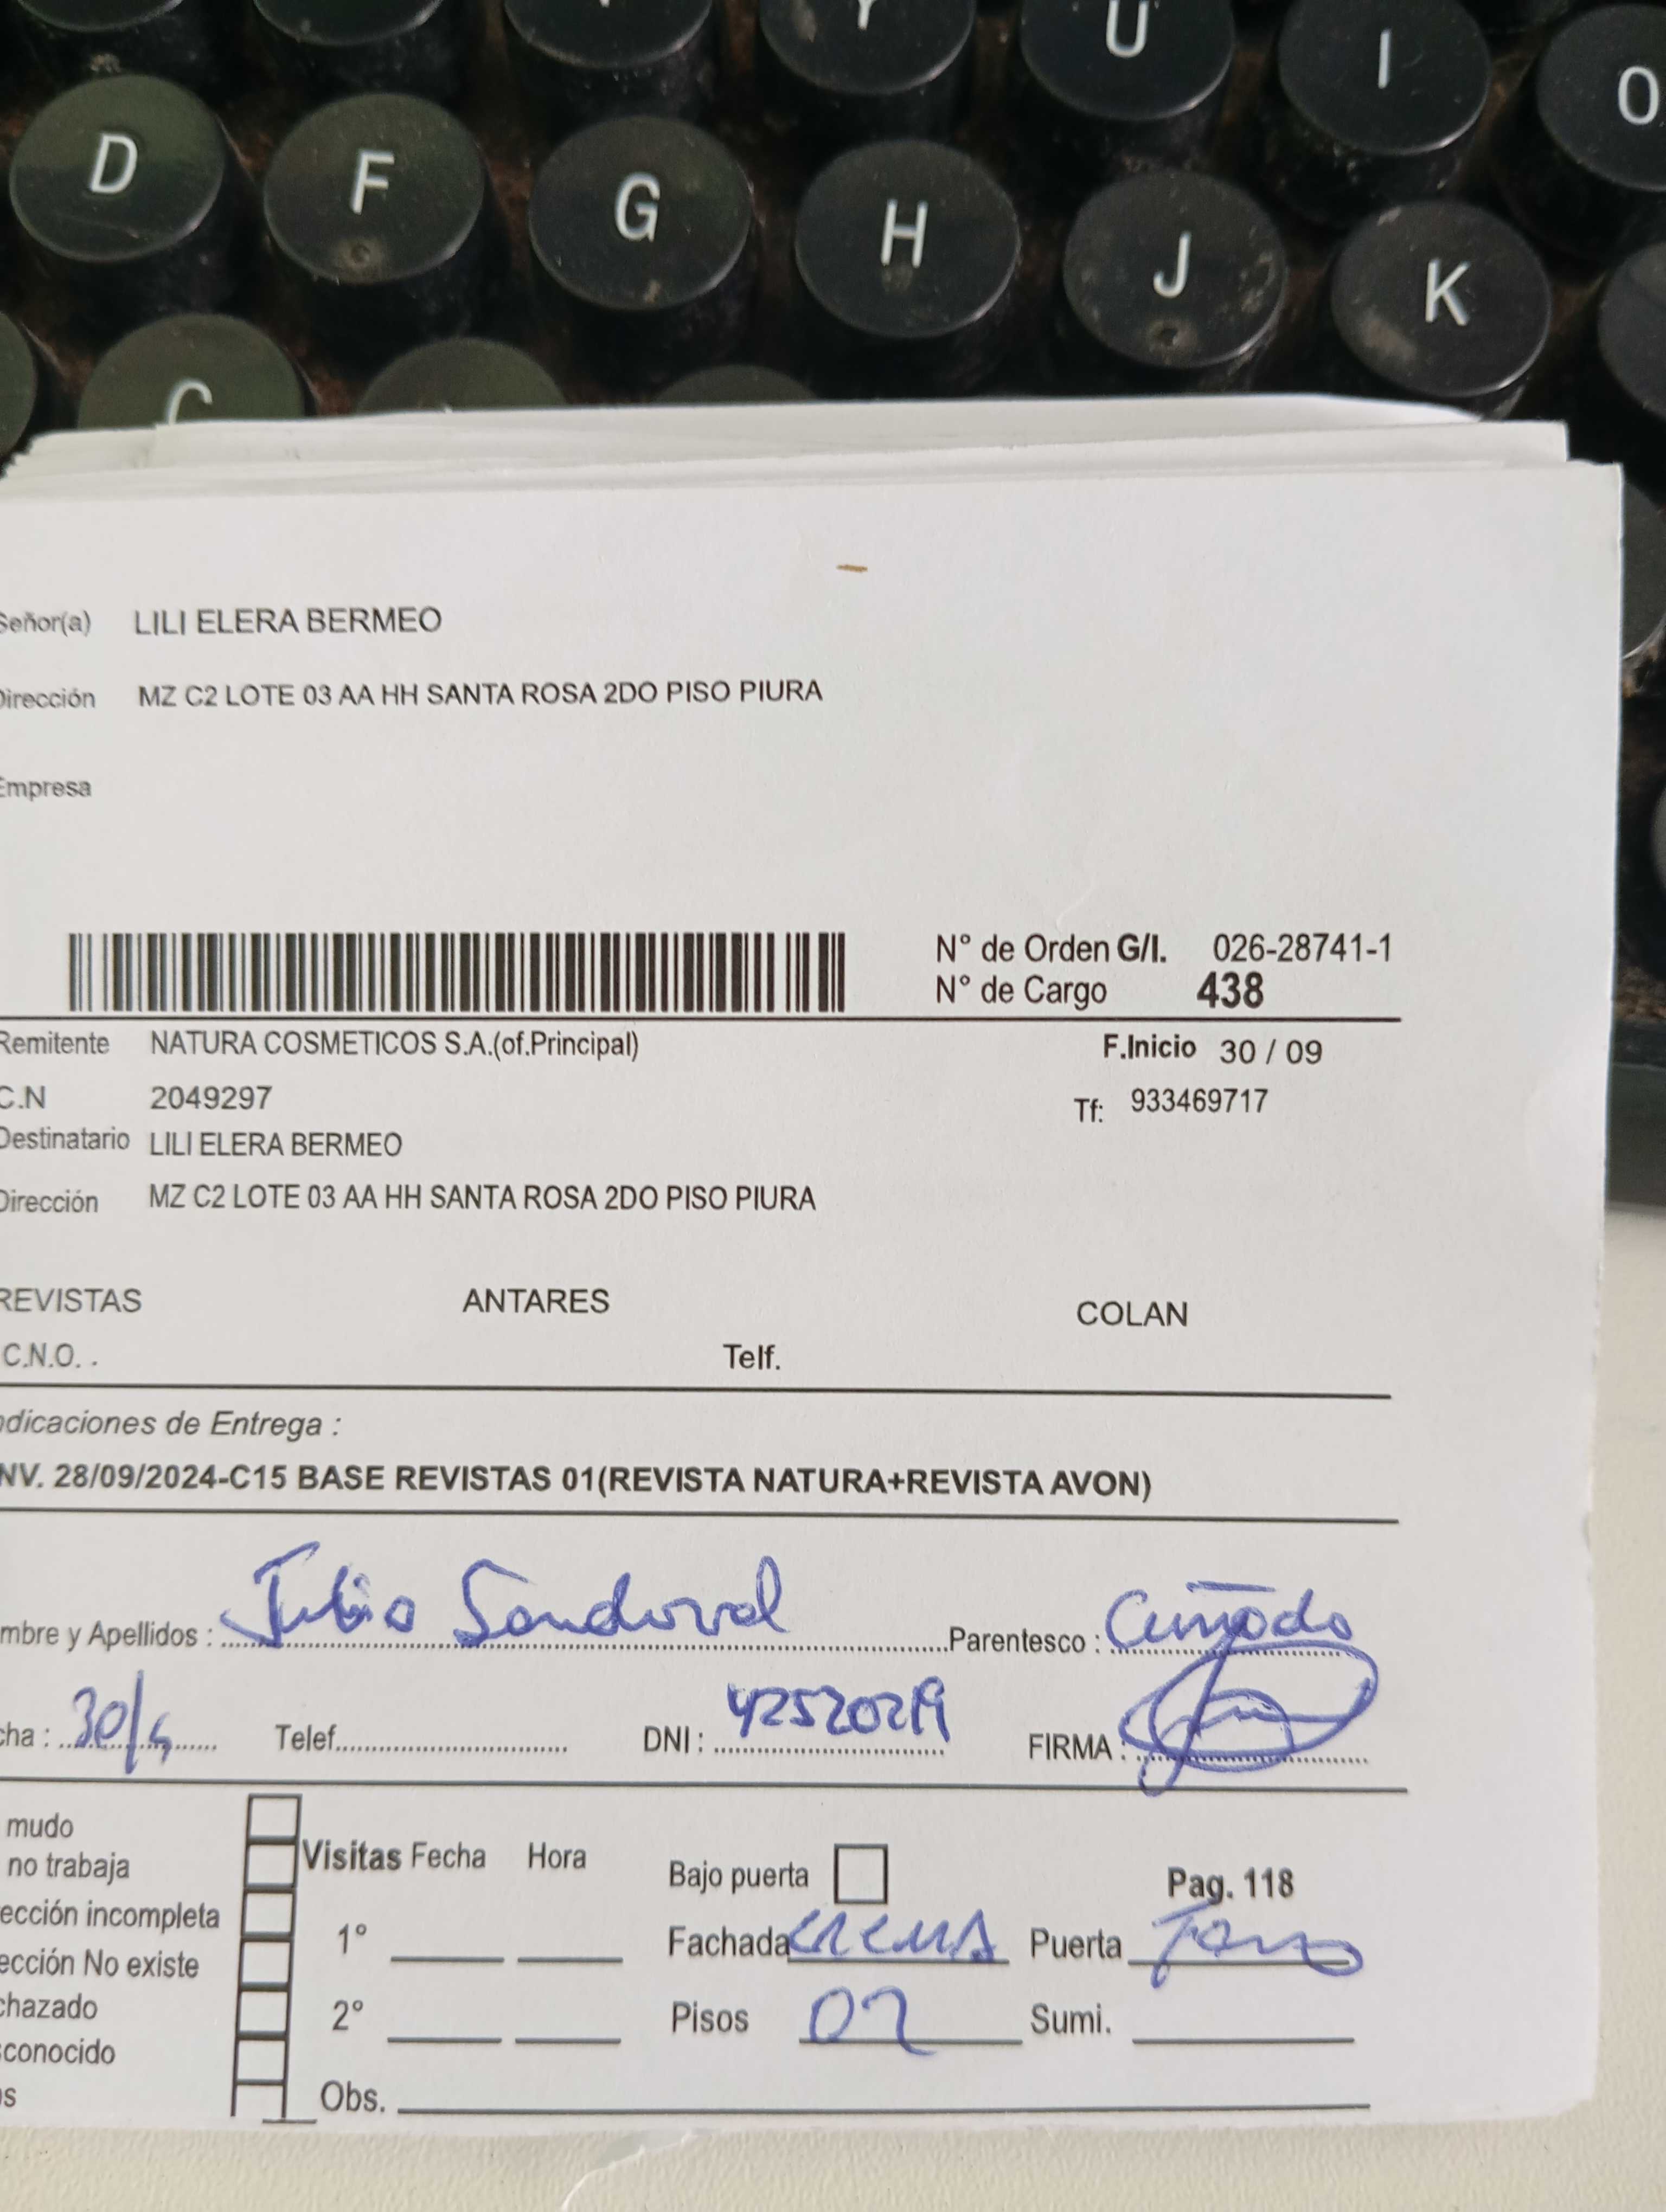 Y U I O
D F G H J K
C
Señor(a) LILI ELERA BERMEO
Dirección MZ C2 LOTE 03 AA HH SANTA ROSA 2DO PISO PIURA
Empresa
N° de Orden G/I. 026-28741-1
N° de Cargo 438
Remitente NATURA COSMETICOS S.A.(of.Principal) F.Inicio 30 / 09
C.N 2049297 Tf: 933469717
Destinatario LILI ELERA BERMEO
Dirección MZ C2 LOTE 03 AA HH SANTA ROSA 2DO PISO PIURA
REVISTAS ANTARES COLAN
C.N.O. . Telf.
ndicaciones de Entrega :
NV. 28/09/2024-C15 BASE REVISTAS 01(REVISTA NATURA+REVISTA AVON)
mbre y Apellidos : Julio Sandoval Parentesco : Cuñado
cha : 30/9 Telef. DNI : 42520219 FIRMA :
mudo
no trabaja Visitas Fecha Hora Bajo puerta Pag. 118
ección incompleta 1° Fachada CREMA Puerta
ección No existe
chazado 2° Pisos 02 Sumi.
sconocido
os Obs.